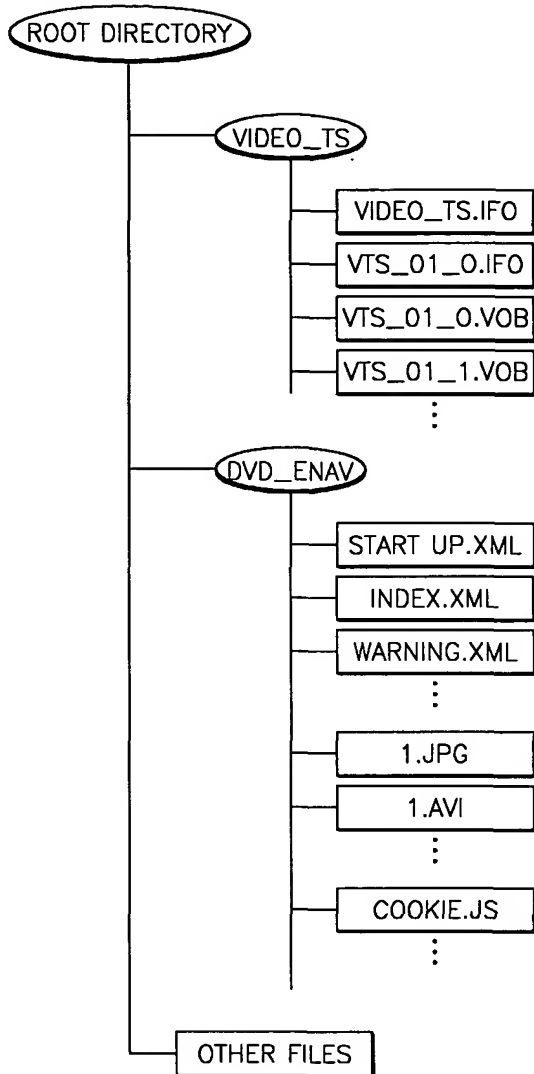 ROOT DIRECTORY
VIDEO_TS
VIDEO_TS.IFO
VTS_01_0.IFO
VTS_01_0.VOB
VTS_01_1.VOB
DVD_ENAV
START UP.XML
INDEX.XML
WARNING.XML
1.JPG
1.AVI
COOKIE.JS
OTHER FILES